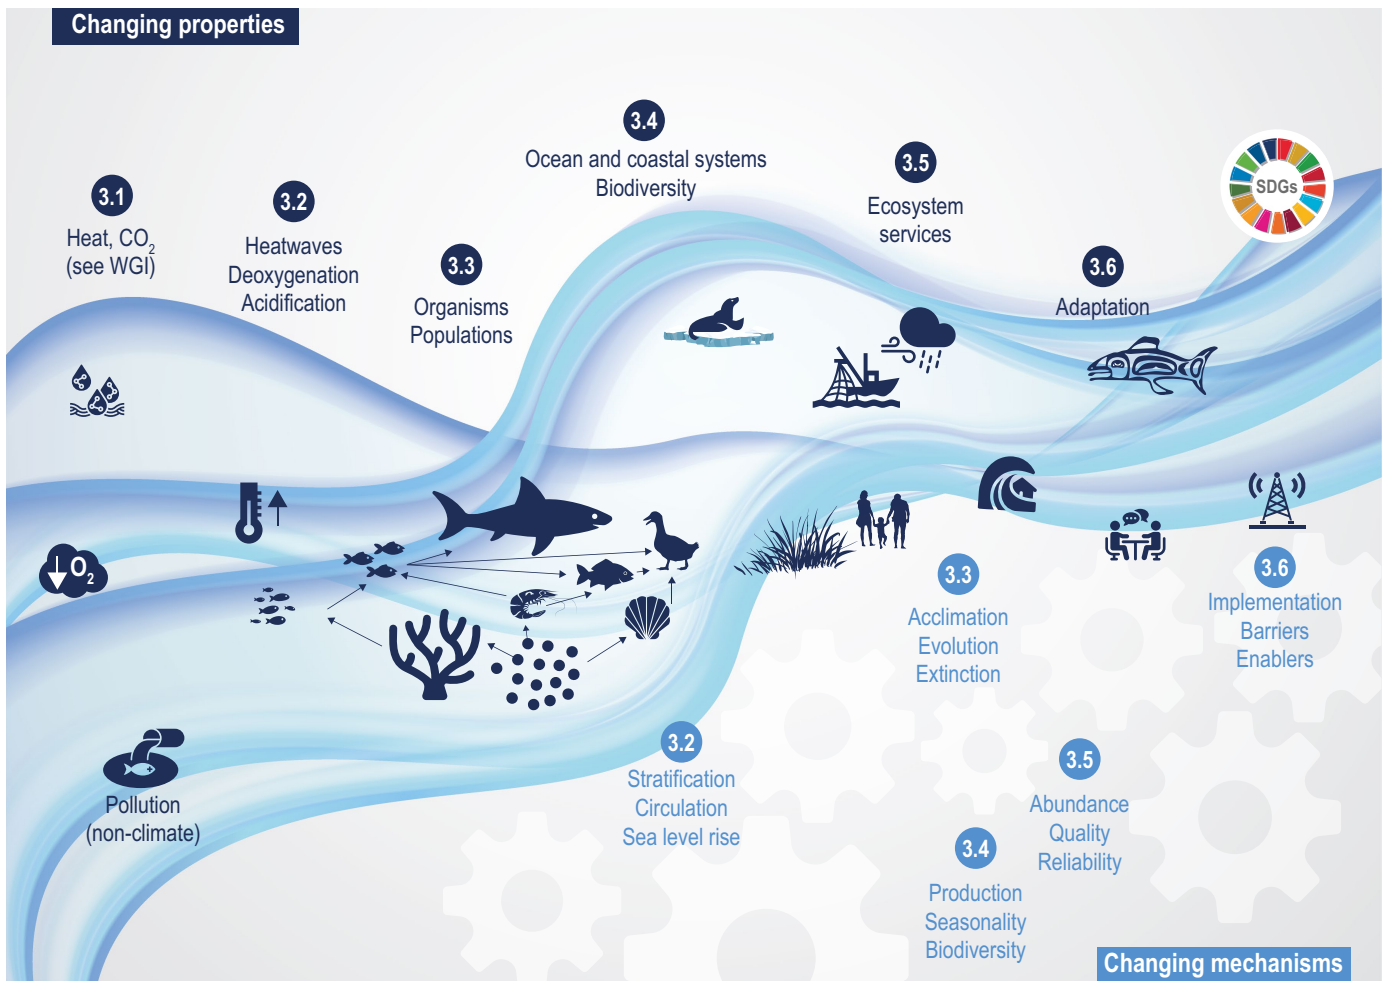 Changing properties
3.1
Heat, CO₂
(see WGI)
3.2
Heatwaves
Deoxygenation
Acidification
3.3
Organisms
Populations
3.4
Ocean and coastal systems
Biodiversity
3.5
Ecosystem
services
3.6
Adaptation
SDGs
O₂
Pollution
(non-climate)
3.2
Stratification
Circulation
Sea level rise
3.3
Acclimation
Evolution
Extinction
3.4
Production
Seasonality
Biodiversity
3.5
Abundance
Quality
Reliability
3.6
Implementation
Barriers
Enablers
Changing mechanisms